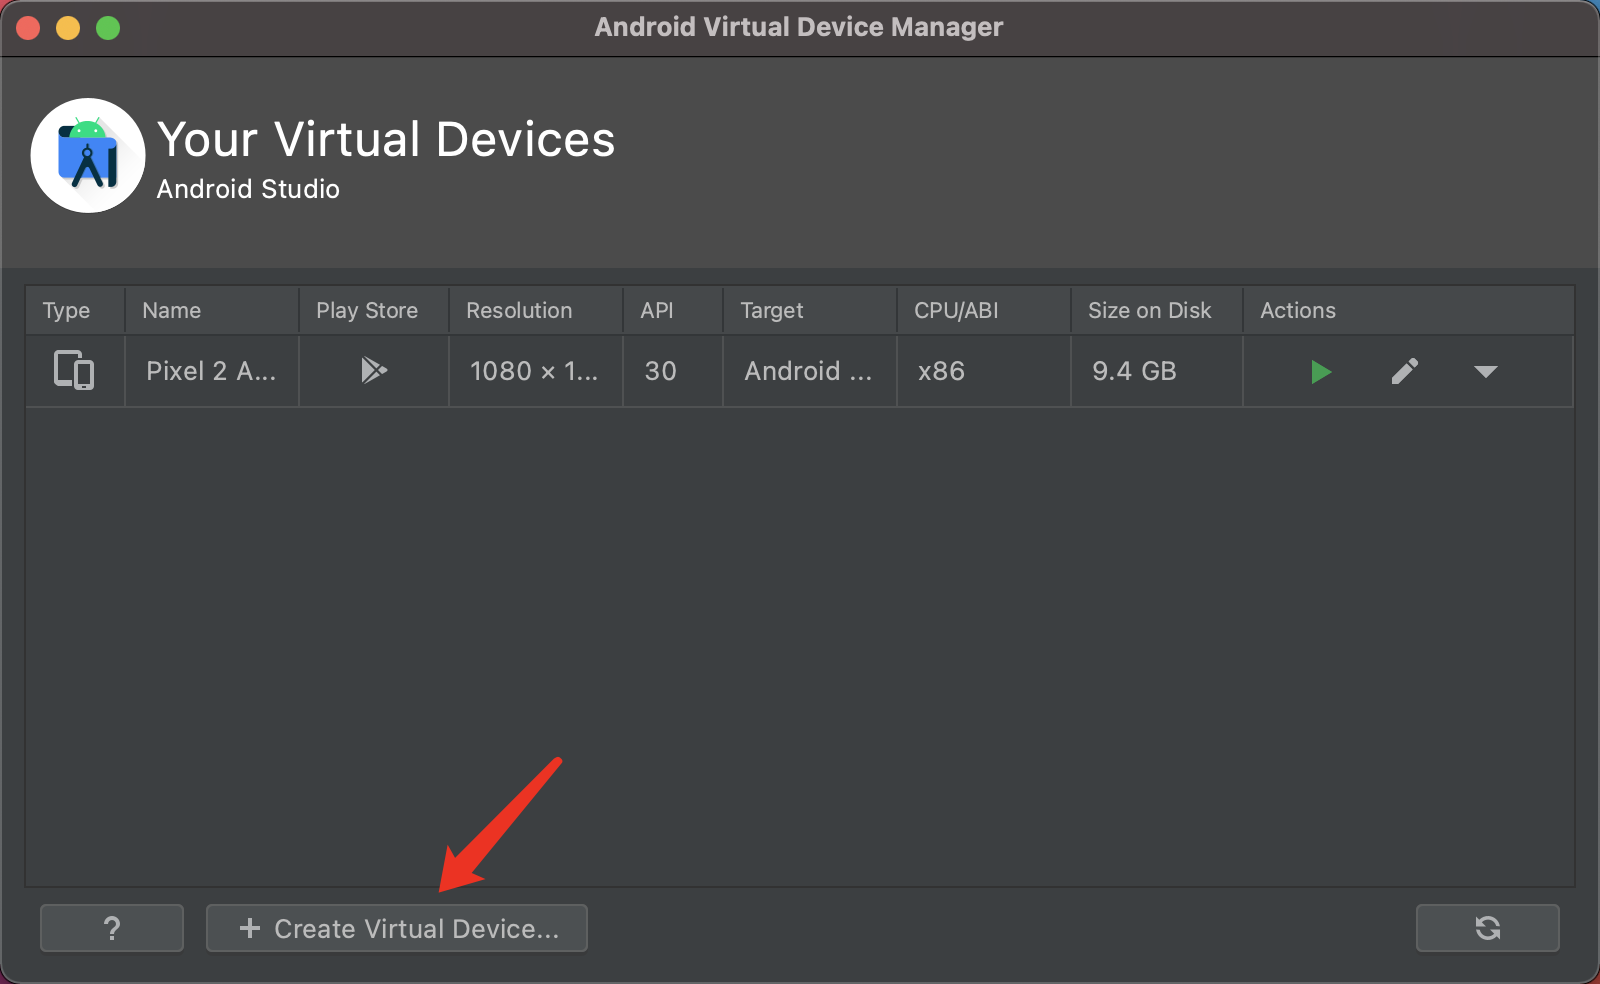 Android Virtual Device Manager
Your Virtual Devices
Android Studio
Type Name Play Store Resolution API Target CPU/ABI Size on Disk Actions
Pixel 2 A... 1080 × 1... 30 Android ... x86 9.4 GB
? + Create Virtual Device...